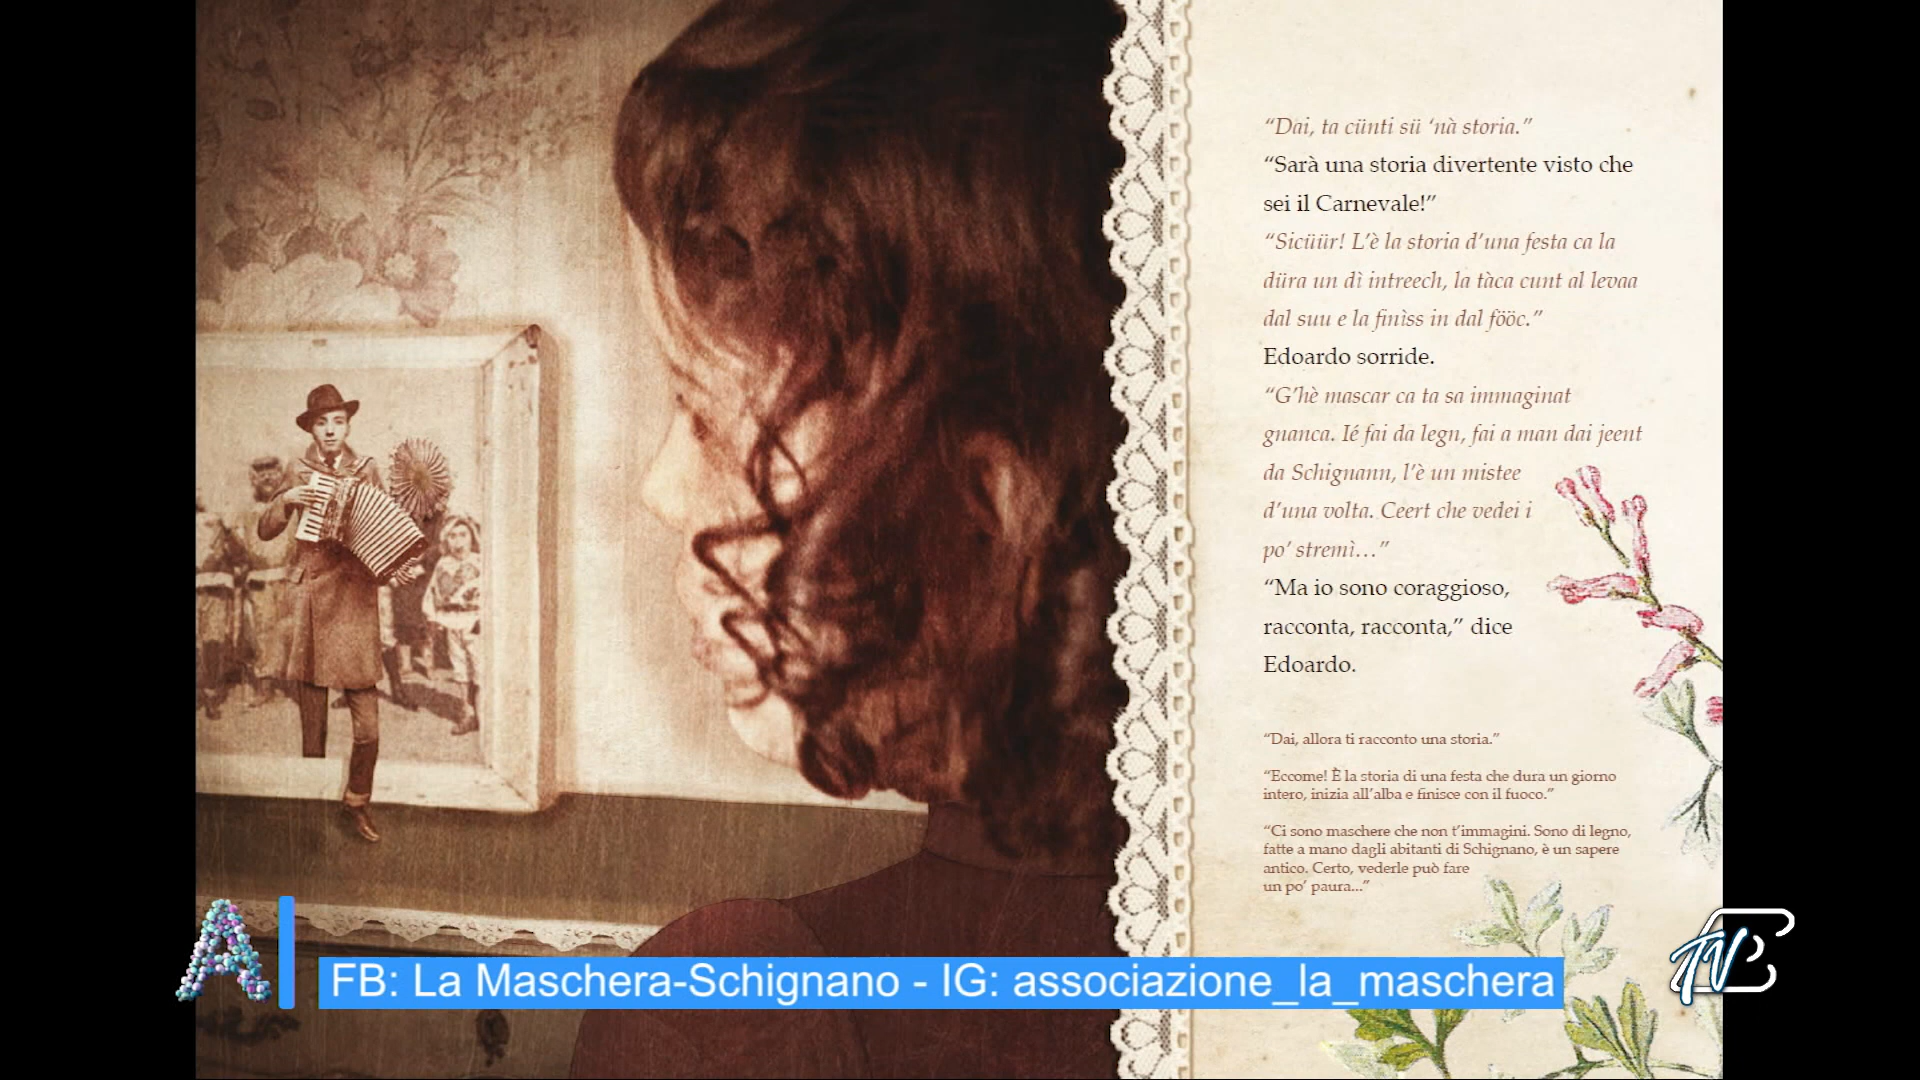 “Dai, ta cünti sü ‘nà storia.”
“Sarà una storia divertente visto che
sei il Carnevale!”
“Sicüür! L’è la storia d’una festa ca la
düra un dì intreech, la tàca cunt al levaa
dal suu e la finìss in dal fööc.”
Edoardo sorride.
“G’hè mascar ca ta sa immaginat
gnanca. Ié fai da legn, fai a man dai jeent
da Schignann, l’è un mistee
d’una volta. Ceert che vedei i
po’ stremì…”
“Ma io sono coraggioso,
racconta, racconta,” dice
Edoardo.
“Dai, allora ti racconto una storia.”
“Eccome! È la storia di una festa che dura un giorno
intero, inizia all’alba e finisce con il fuoco.”
“Ci sono maschere che non t’immagini. Sono di legno,
fatte a mano dagli abitanti di Schignano, è un sapere
antico. Certo, vederle può fare
un po’ paura...”
A
FB: La Maschera-Schignano - IG: associazione_la_maschera